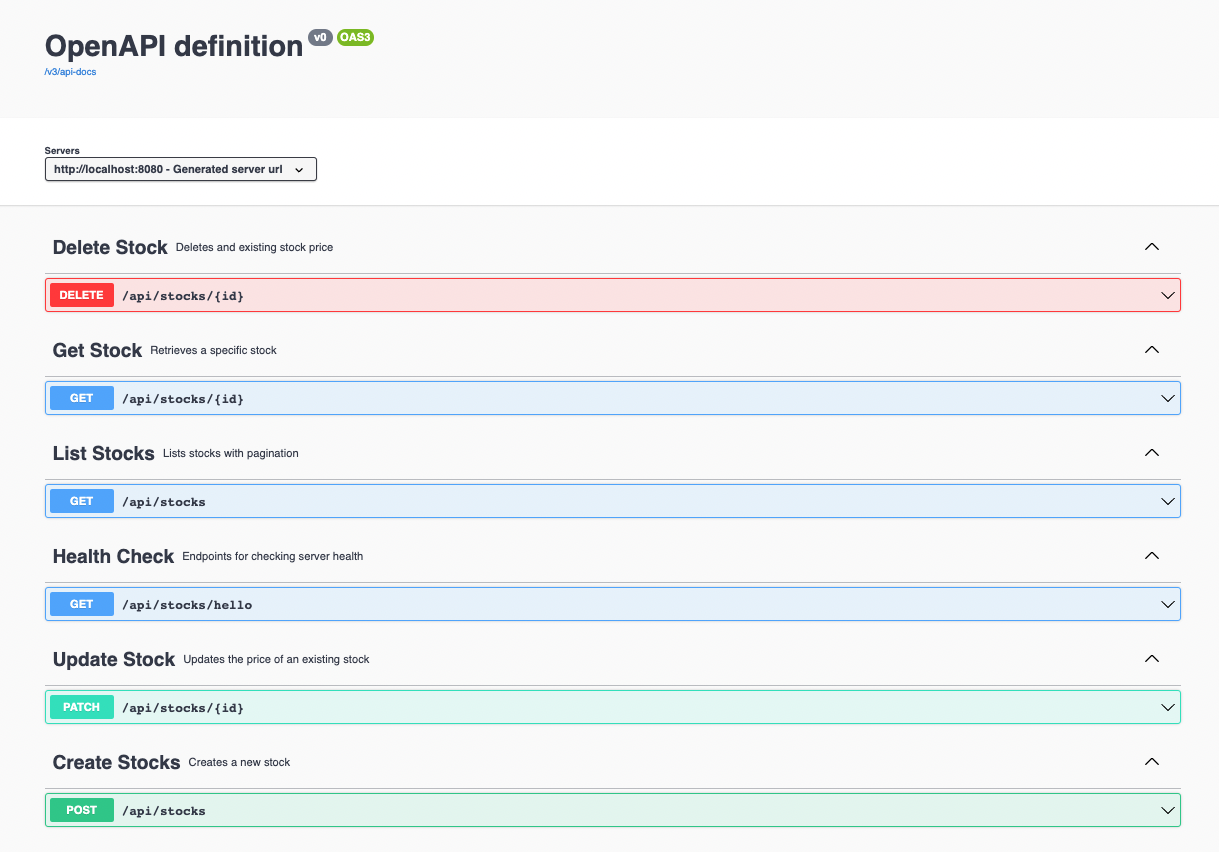 OpenAPI definition v0 OAS3
/v3/api-docs
Servers
http://localhost:8080 - Generated server url
Delete Stock Deletes and existing stock price
DELETE /api/stocks/{id}
Get Stock Retrieves a specific stock
GET /api/stocks/{id}
List Stocks Lists stocks with pagination
GET /api/stocks
Health Check Endpoints for checking server health
GET /api/stocks/hello
Update Stock Updates the price of an existing stock
PATCH /api/stocks/{id}
Create Stocks Creates a new stock
POST /api/stocks